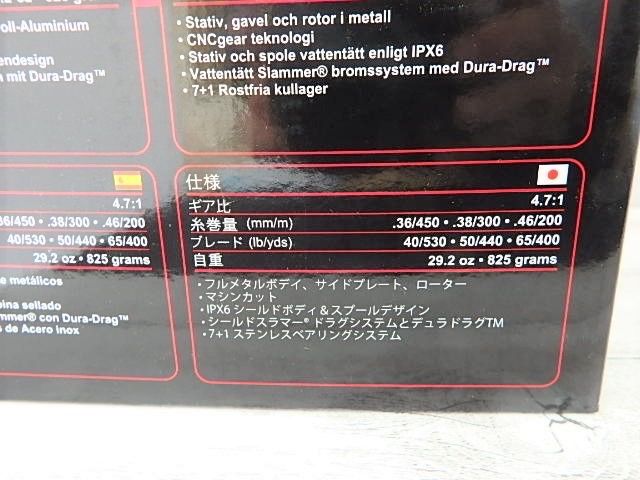 oll-Aluminium
endesign
mit Dura-Drag™
• Stativ, gavel och rotor i metall
• CNCgear teknologi
• Stativ och spole vattentätt enligt IPX6
• Vattentätt Slammer® bromssystem med Dura-Drag™
• 7+1 Rostfria kullager
4.7:1
36/450 • .38/300 • .46/200
40/530 • 50/440 • 65/400
29.2 oz • 825 grams
e metálicos
bina sellado
ammer® con Dura-Drag™
s de Acero Inox
仕様
ギア比 4.7:1
糸巻量 (mm/m) .36/450 • .38/300 • .46/200
ブレード (lb/yds) 40/530 • 50/440 • 65/400
自重 29.2 oz • 825 grams
・フルメタルボディ、サイドプレート、ローター
・マシンカット
・IPX6 シールドボディ＆スプールデザイン
・シールドスラマー® ドラグシステムとデュラドラグTM
・7+1 ステンレスベアリングシステム